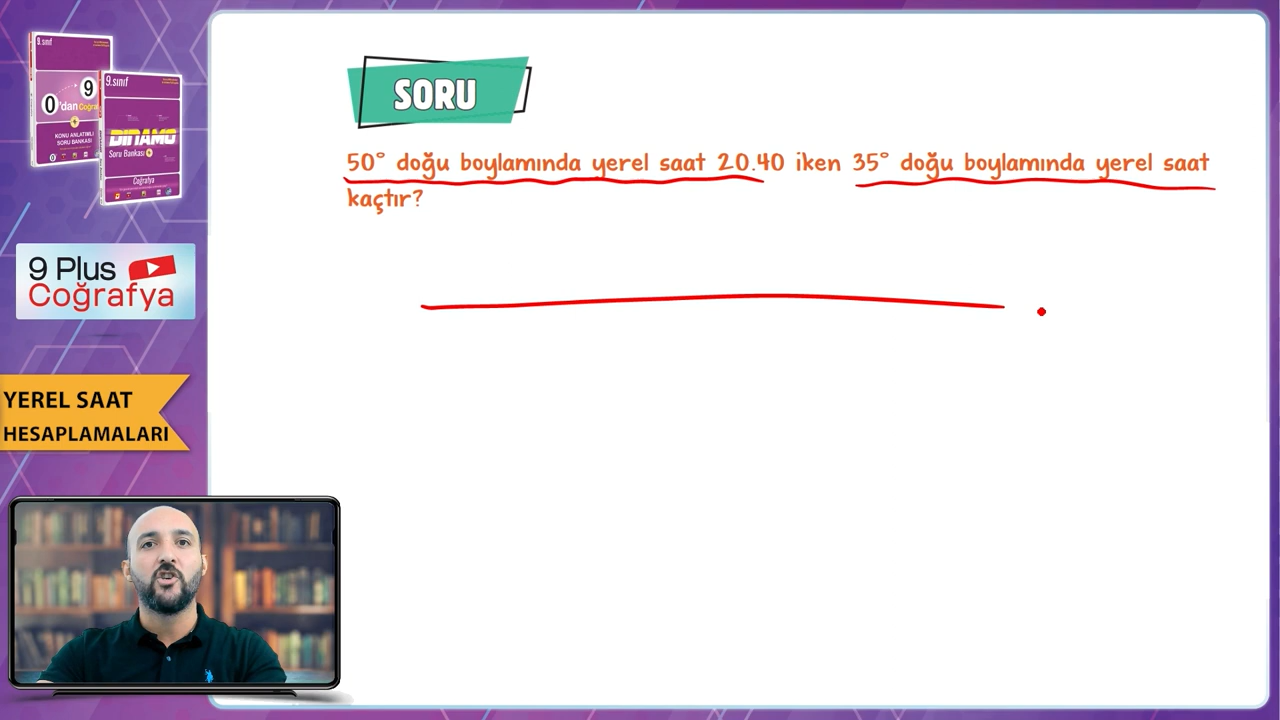 9.sınıf
0'dan 9
Coğrafya
KONU ANLATIMLI
SORU BANKASI
9.sınıf
DİNAMO
Soru Bankası
Coğrafya
SORU
50° doğu boylamında yerel saat 20.40 iken 35° doğu boylamında yerel saat
kaçtır?
9 Plus
Coğrafya
YEREL SAAT
HESAPLAMALARI